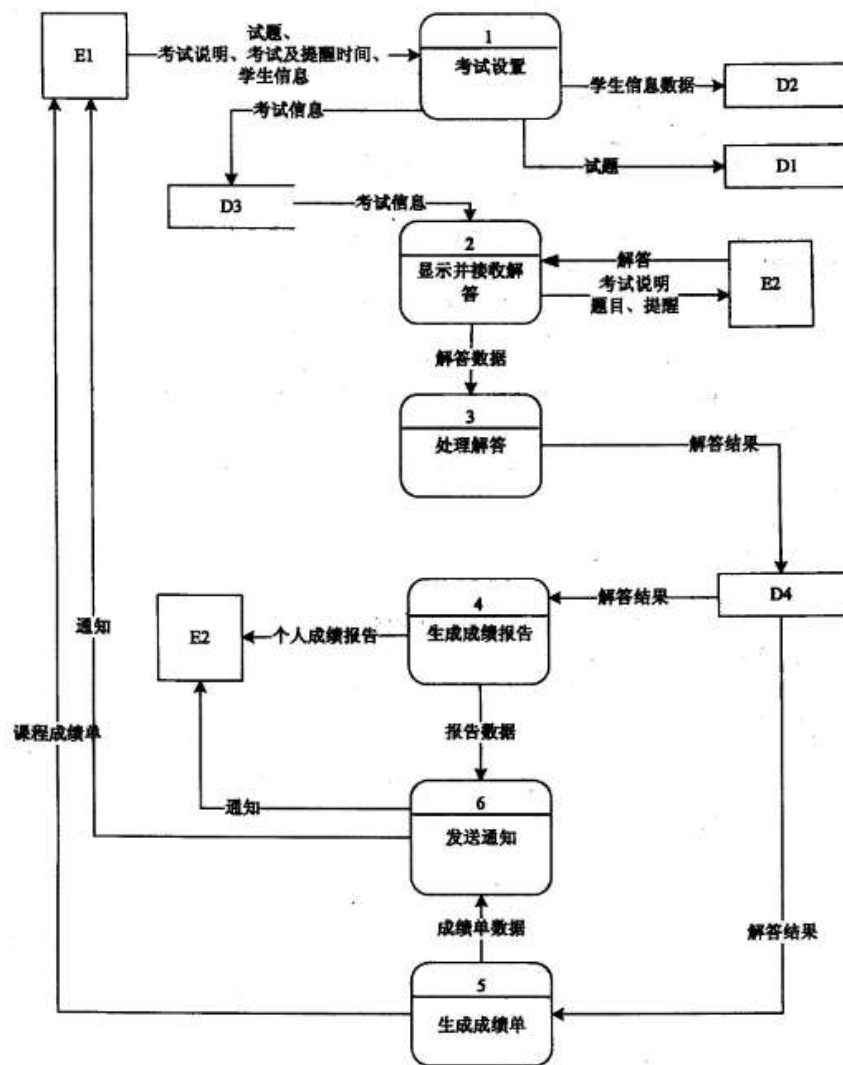 E1
试题、
考试说明、考试及提醒时间、
学生信息
1
考试设置
学生信息数据
D2
考试信息
试题
D1
D3
考试信息
2
显示并接收解
答
解答
考试说明
题目、提醒
E2
解答数据
3
处理解答
解答结果
D4
解答结果
4
生成成绩报告
个人成绩报告
E2
通知
课程成绩单
报告数据
6
发送通知
通知
成绩单数据
解答结果
5
生成成绩单